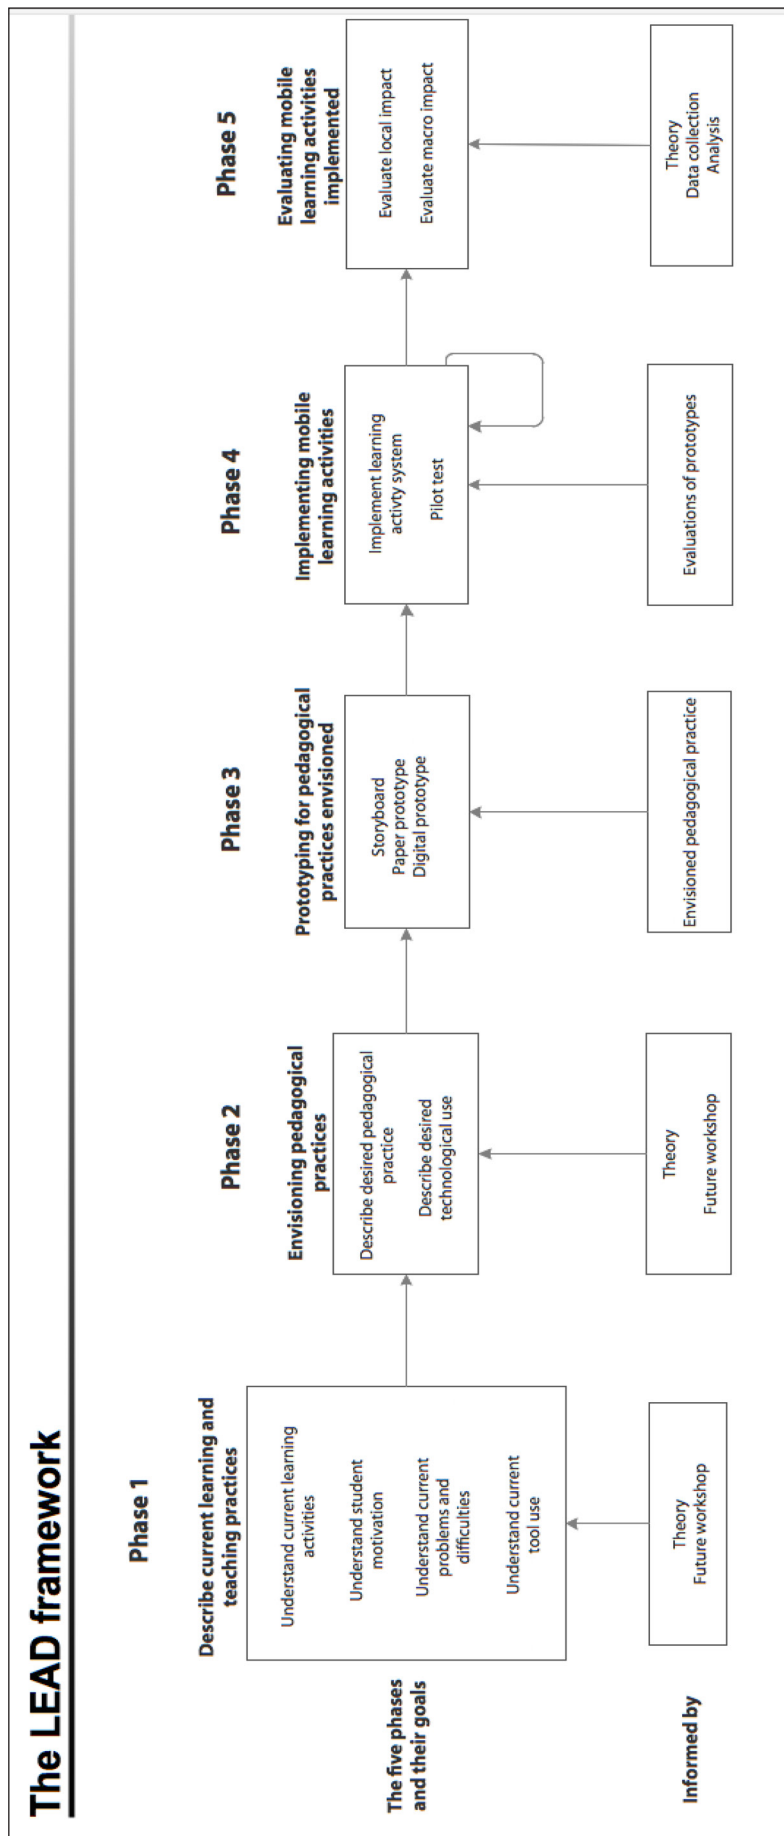 The LEAD framework
Phase 1
Describe current learning and
teaching practices
Understand current learning
activities
Understand student
motivation
Understand current
problems and
difficulties
Understand current
tool use
Theory
Future workshop
Phase 2
Envisioning pedagogical
practices
Describe desired pedagogical
practice
Describe desired
technological use
Theory
Future workshop
Phase 3
Prototyping for pedagogical
practices envisioned
Storyboard
Paper prototype
Digital prototype
Envisioned pedagogical practice
Phase 4
Implementing mobile
learning activities
Implement learning
activty system
Pilot test
Evaluations of prototypes
Phase 5
Evaluating mobile
learning activities
implemented
Evaluate local impact
Evaluate macro impact
Theory
Data collection
Analysis
The five phases
and their goals
Informed by